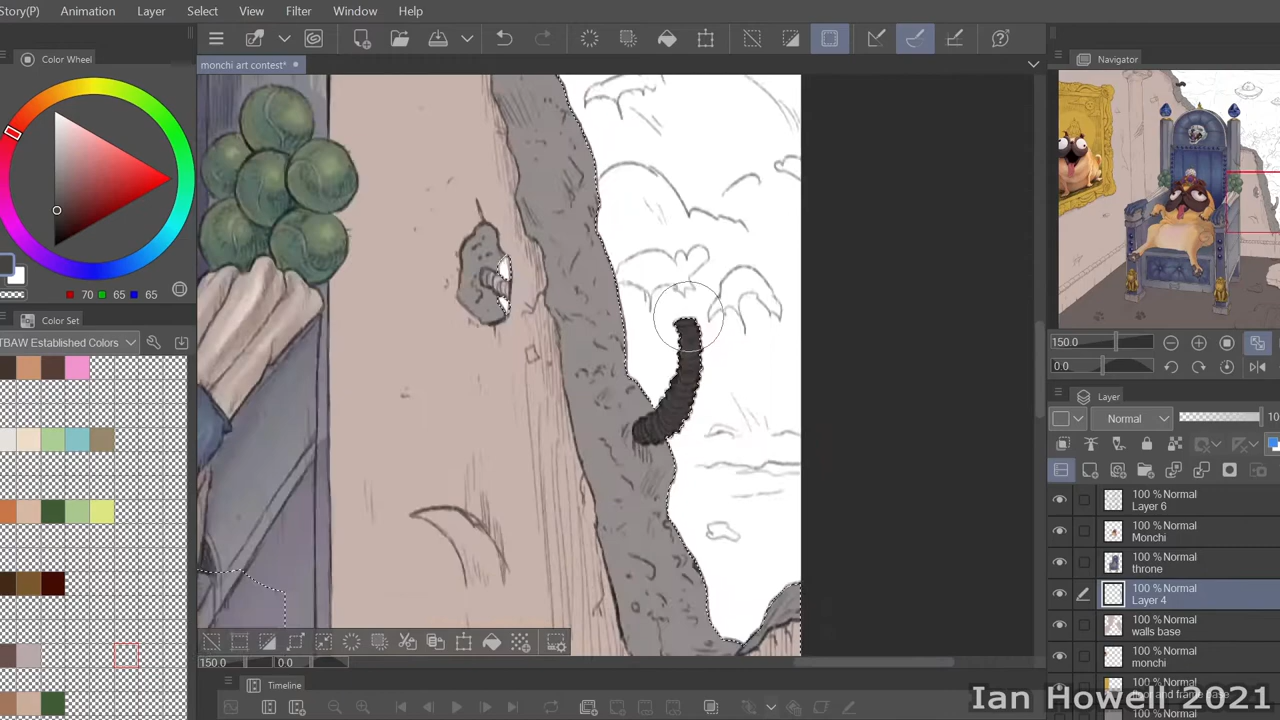 Story(P) Animation Layer Select View Filter Window Help
Color Wheel
monchi art contest*
Navigator
70 65 65
Color Set
TBAW Established Colors
150.0
0.0
Layer
Normal
10
100 %Normal
Layer 6
100 %Normal
Monchi
100 %Normal
throne
100 %Normal
Layer 4
100 %Normal
walls base
100 %Normal
monchi
100 %Normal
150.0 0.0
Timeline
Ian Howell 2021